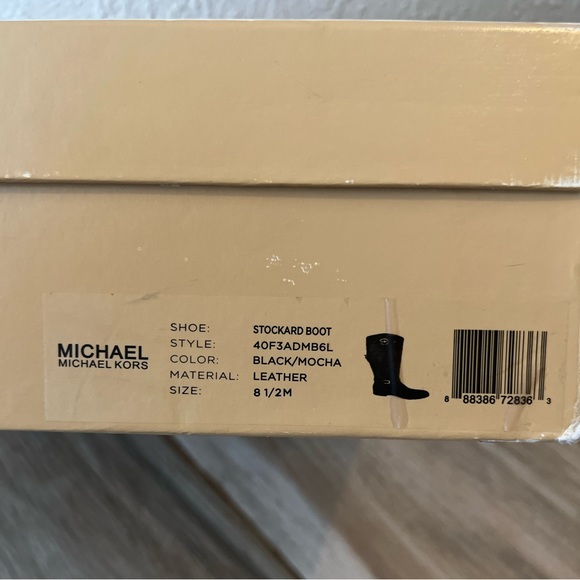 MICHAEL
MICHAEL KORS
SHOE: STOCKARD BOOT
STYLE: 40F3ADMB6L
COLOR: BLACK/MOCHA
MATERIAL: LEATHER
SIZE: 8 1/2M
8 88386 72836 3